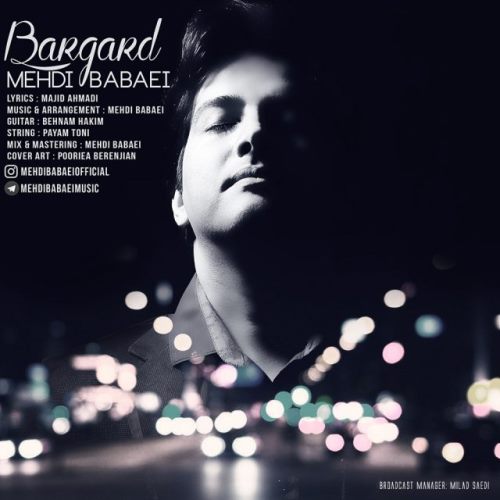 Bargard
MEHDI BABAEI
LYRICS : MAJID AHMADI
MUSIC & ARRANGEMENT : MEHDI BABAEI
GUITAR : BEHNAM HAKIM
STRING : PAYAM TONI
MIX & MASTERING : MEHDI BABAEI
COVER ART : POORIEA BERENJIAN
MEHDIBABAEIOFFICIAL
MEHDIBABAEIMUSIC
BROADCAST MANAGER: MILAD SAEDI